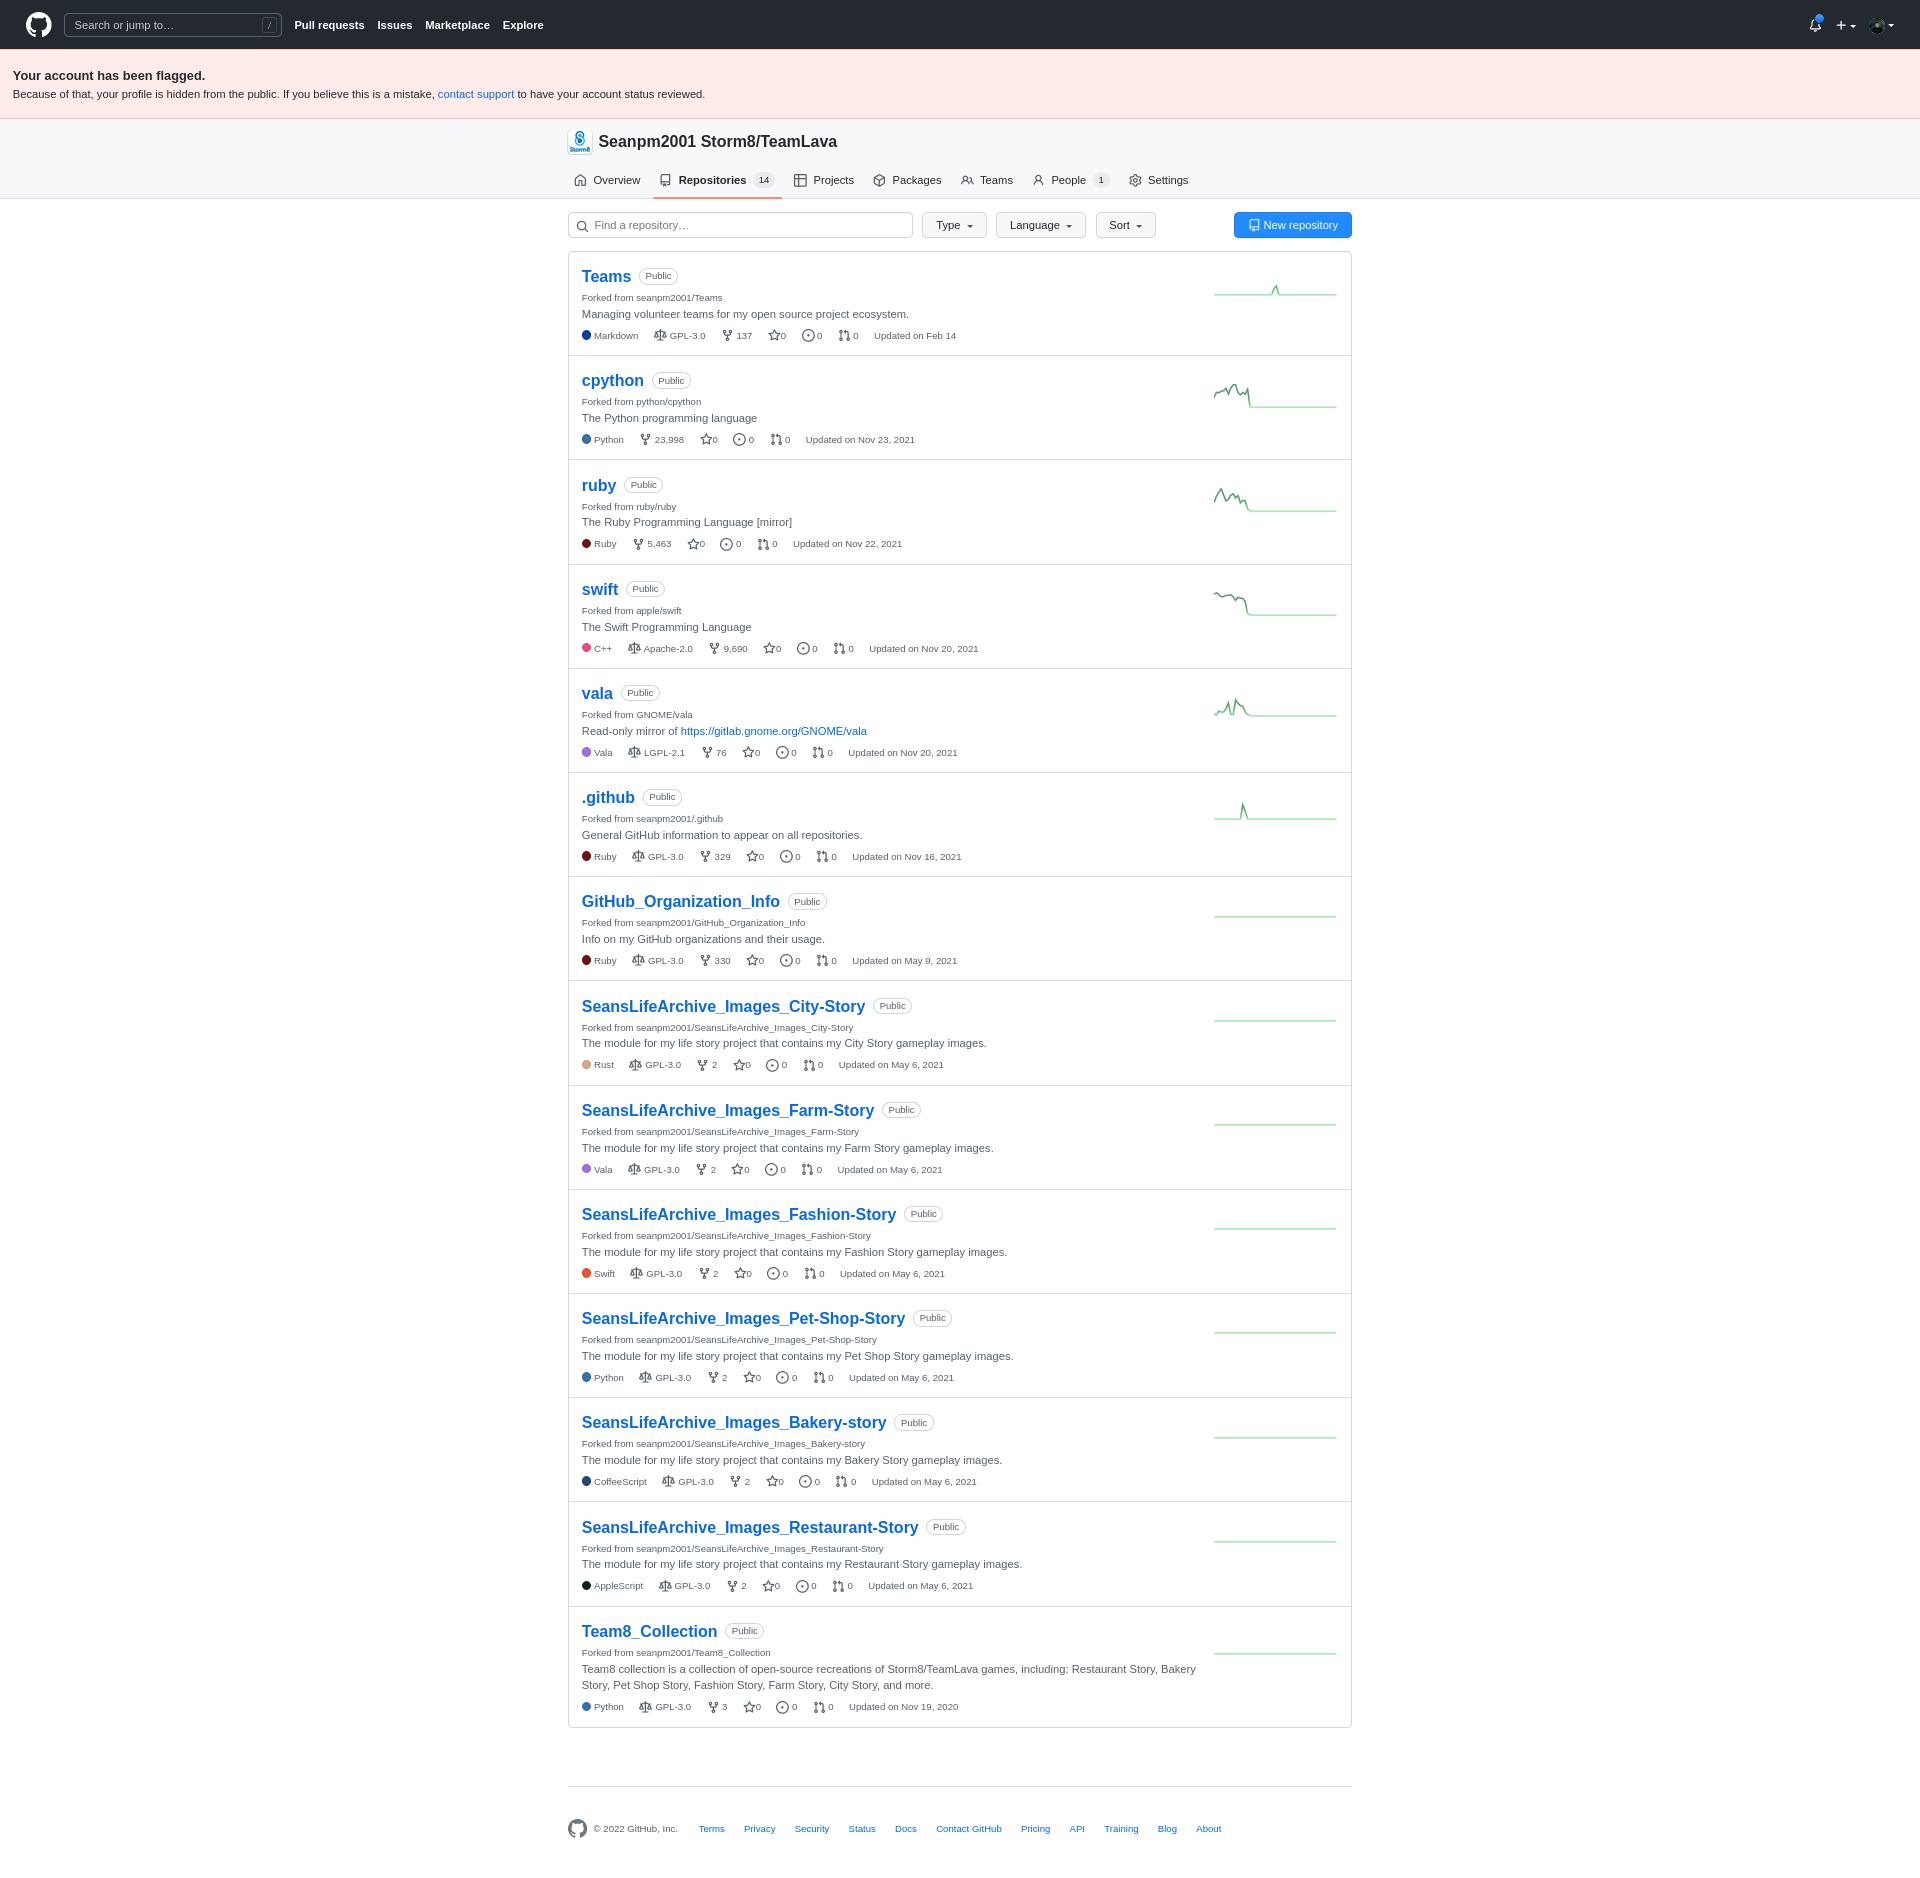 Search or jump to… /
Pull requests Issues Marketplace Explore
Your account has been flagged.
Because of that, your profile is hidden from the public. If you believe this is a mistake, contact support to have your account status reviewed.
Storm8
Seanpm2001 Storm8/TeamLava
Overview Repositories 14 Projects Packages Teams People 1 Settings
Find a repository… Type Language Sort New repository
Teams Public
Forked from seanpm2001/Teams
Managing volunteer teams for my open source project ecosystem.
Markdown GPL-3.0 137 0 0 0 Updated on Feb 14
cpython Public
Forked from python/cpython
The Python programming language
Python 23,998 0 0 0 Updated on Nov 23, 2021
ruby Public
Forked from ruby/ruby
The Ruby Programming Language [mirror]
Ruby 5,463 0 0 0 Updated on Nov 22, 2021
swift Public
Forked from apple/swift
The Swift Programming Language
C++ Apache-2.0 9,690 0 0 0 Updated on Nov 20, 2021
vala Public
Forked from GNOME/vala
Read-only mirror of https://gitlab.gnome.org/GNOME/vala
Vala LGPL-2.1 76 0 0 0 Updated on Nov 20, 2021
.github Public
Forked from seanpm2001/.github
General GitHub information to appear on all repositories.
Ruby GPL-3.0 329 0 0 0 Updated on Nov 16, 2021
GitHub_Organization_Info Public
Forked from seanpm2001/GitHub_Organization_Info
Info on my GitHub organizations and their usage.
Ruby GPL-3.0 330 0 0 0 Updated on May 9, 2021
SeansLifeArchive_Images_City-Story Public
Forked from seanpm2001/SeansLifeArchive_Images_City-Story
The module for my life story project that contains my City Story gameplay images.
Rust GPL-3.0 2 0 0 0 Updated on May 6, 2021
SeansLifeArchive_Images_Farm-Story Public
Forked from seanpm2001/SeansLifeArchive_Images_Farm-Story
The module for my life story project that contains my Farm Story gameplay images.
Vala GPL-3.0 2 0 0 0 Updated on May 6, 2021
SeansLifeArchive_Images_Fashion-Story Public
Forked from seanpm2001/SeansLifeArchive_Images_Fashion-Story
The module for my life story project that contains my Fashion Story gameplay images.
Swift GPL-3.0 2 0 0 0 Updated on May 6, 2021
SeansLifeArchive_Images_Pet-Shop-Story Public
Forked from seanpm2001/SeansLifeArchive_Images_Pet-Shop-Story
The module for my life story project that contains my Pet Shop Story gameplay images.
Python GPL-3.0 2 0 0 0 Updated on May 6, 2021
SeansLifeArchive_Images_Bakery-story Public
Forked from seanpm2001/SeansLifeArchive_Images_Bakery-story
The module for my life story project that contains my Bakery Story gameplay images.
CoffeeScript GPL-3.0 2 0 0 0 Updated on May 6, 2021
SeansLifeArchive_Images_Restaurant-Story Public
Forked from seanpm2001/SeansLifeArchive_Images_Restaurant-Story
The module for my life story project that contains my Restaurant Story gameplay images.
AppleScript GPL-3.0 2 0 0 0 Updated on May 6, 2021
Team8_Collection Public
Forked from seanpm2001/Team8_Collection
Team8 collection is a collection of open-source recreations of Storm8/TeamLava games, including: Restaurant Story, Bakery
Story, Pet Shop Story, Fashion Story, Farm Story, City Story, and more.
Python GPL-3.0 3 0 0 0 Updated on Nov 19, 2020
© 2022 GitHub, Inc. Terms Privacy Security Status Docs Contact GitHub Pricing API Training Blog About